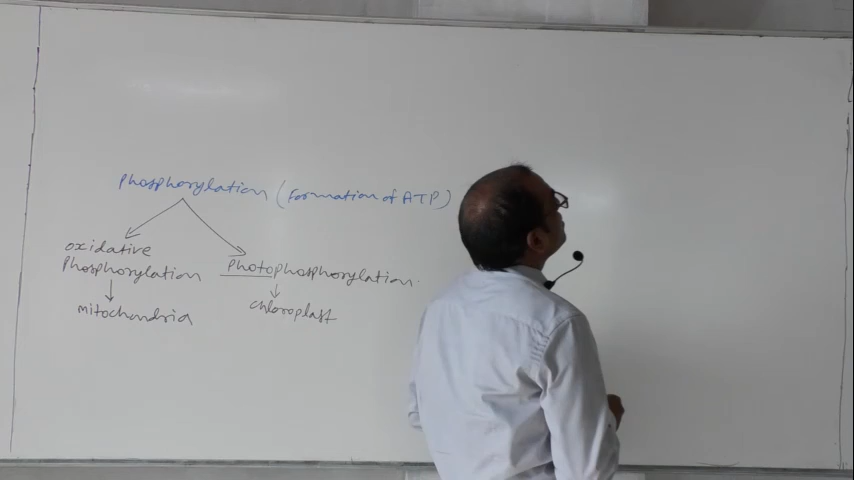 Phosphorylation (Formation of ATP)
oxidative
Phosphorylation
Photophosphorylation.
mitochondria
chloroplast